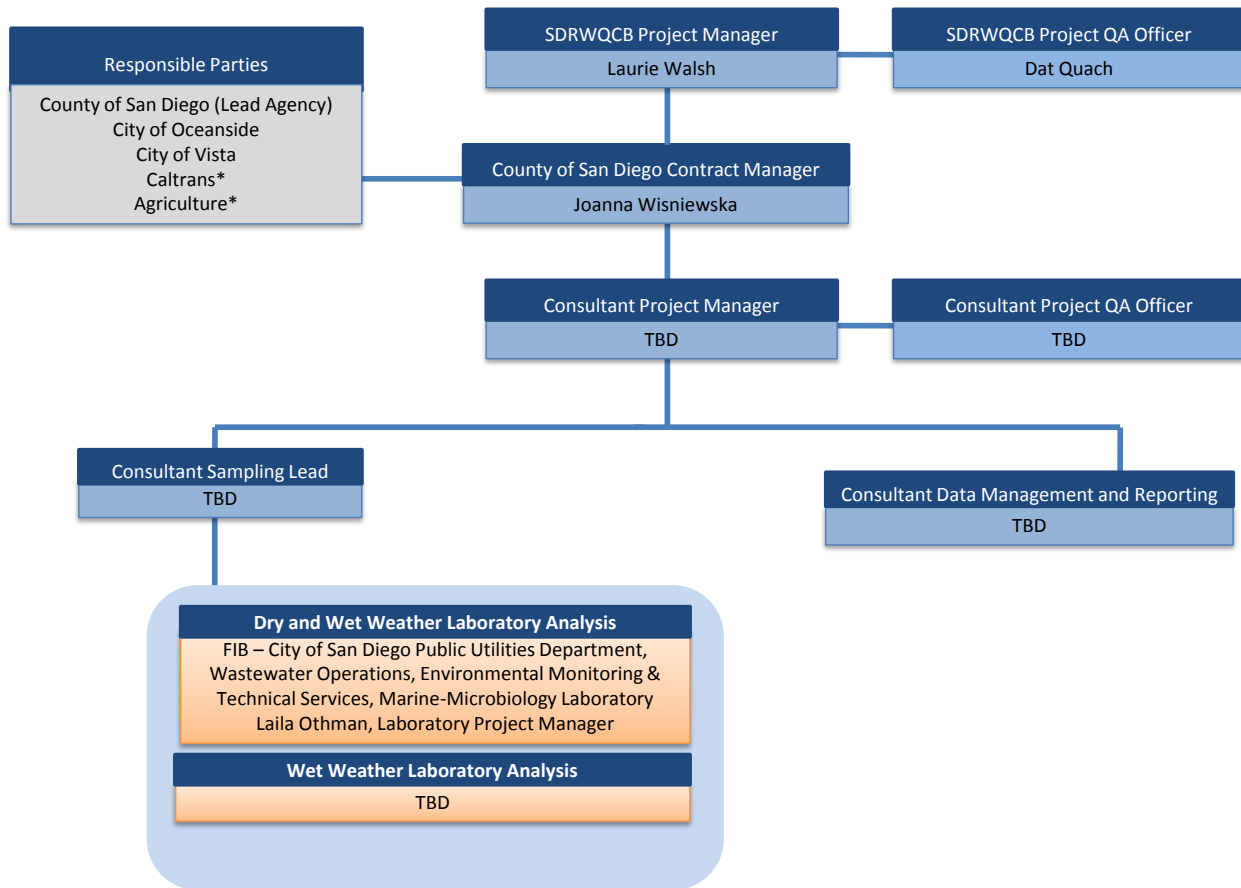 SDRWQCB Project Manager
Laurie Walsh
SDRWQCB Project QA Officer
Dat Quach
Responsible Parties
County of San Diego (Lead Agency)
City of Oceanside
City of Vista
Caltrans*
Agriculture*
County of San Diego Contract Manager
Joanna Wisniewska
Consultant Project Manager
TBD
Consultant Project QA Officer
TBD
Consultant Sampling Lead
TBD
Consultant Data Management and Reporting
TBD
Dry and Wet Weather Laboratory Analysis
FIB – City of San Diego Public Utilities Department,
Wastewater Operations, Environmental Monitoring &
Technical Services, Marine-Microbiology Laboratory
Laila Othman, Laboratory Project Manager
Wet Weather Laboratory Analysis
TBD